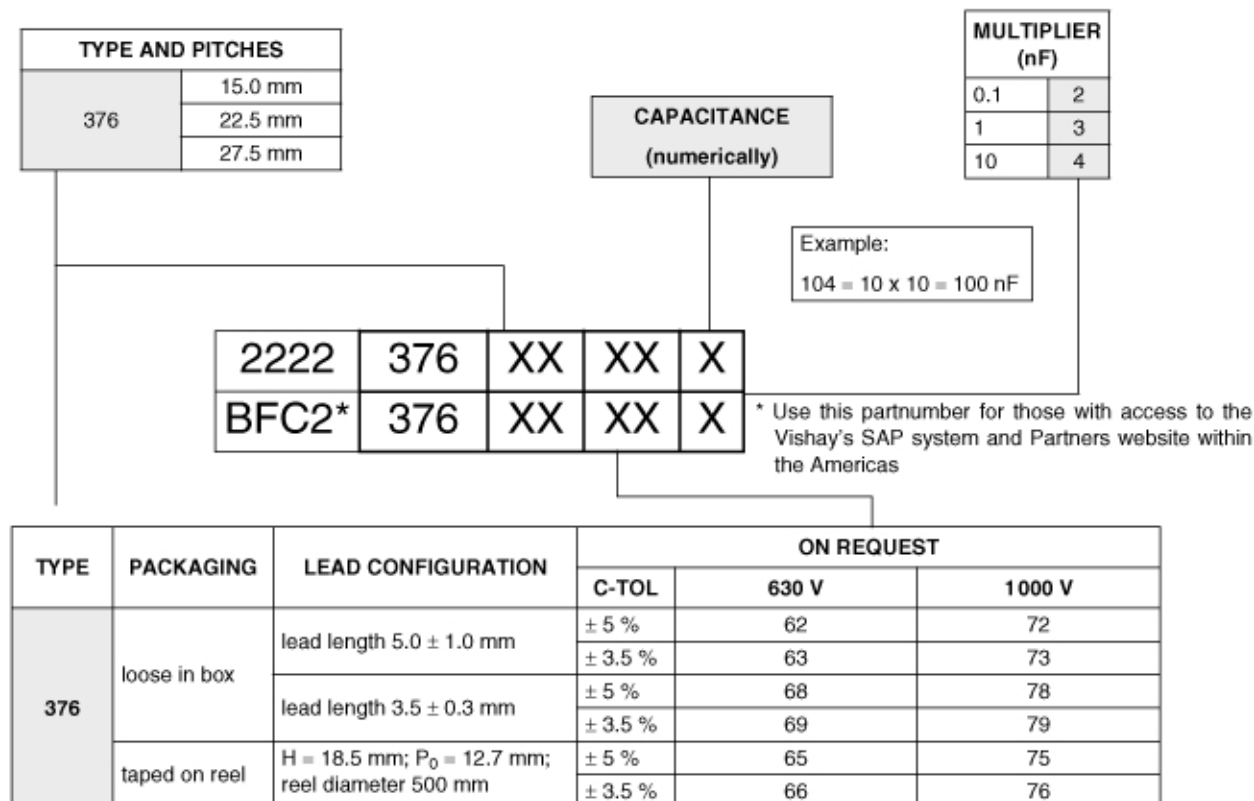 TYPE AND PITCHES
376
15.0 mm
22.5 mm
27.5 mm
CAPACITANCE
(numerically)
MULTIPLIER
(nF)
0.1 2
1 3
10 4
Example:
104 = 10 x 10 = 100 nF
2222 376 XX XX X
BFC2* 376 XX XX X
* Use this partnumber for those with access to the
Vishay's SAP system and Partners website within
the Americas
TYPE PACKAGING LEAD CONFIGURATION ON REQUEST
C-TOL 630 V 1000 V
376
loose in box
lead length 5.0 ± 1.0 mm
± 5 % 62 72
± 3.5 % 63 73
lead length 3.5 ± 0.3 mm
± 5 % 68 78
± 3.5 % 69 79
taped on reel
H = 18.5 mm; P0 = 12.7 mm;
reel diameter 500 mm
± 5 % 65 75
± 3.5 % 66 76